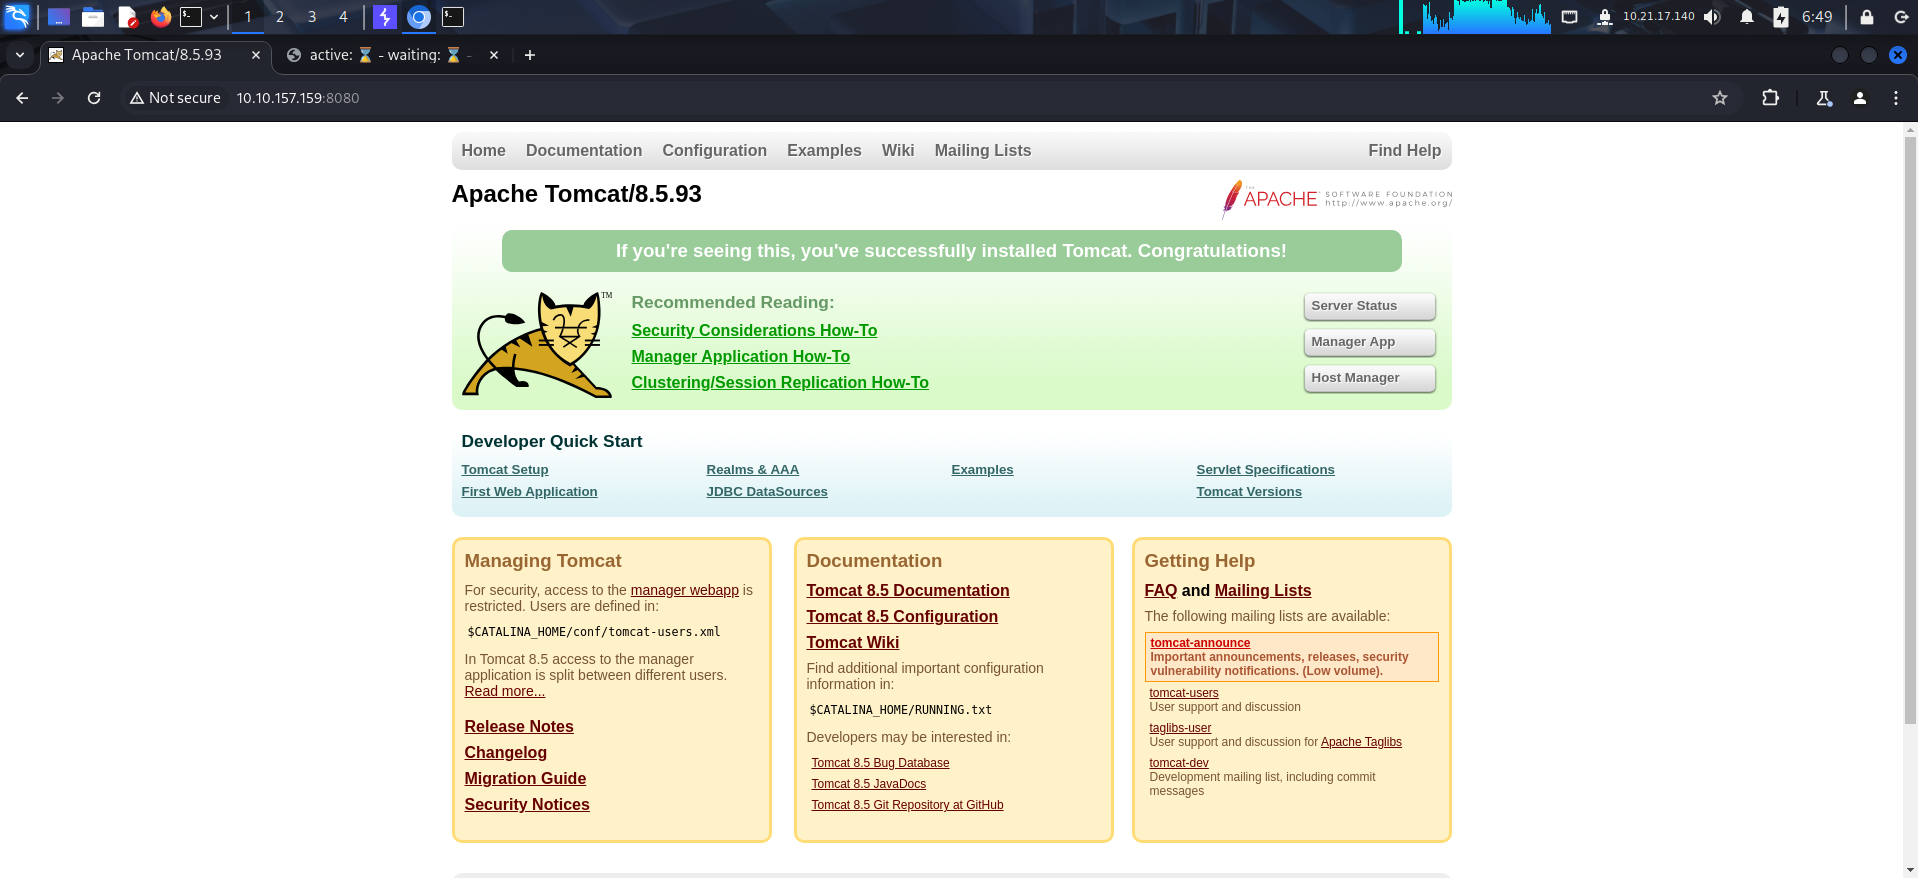 1 2 3 4 10.21.17.140 6:49
Apache Tomcat/8.5.93
active: ⌛ - waiting: ⌛ -
Not secure 10.10.157.159:8080
Home Documentation Configuration Examples Wiki Mailing Lists Find Help
Apache Tomcat/8.5.93
APACHE
SOFTWARE FOUNDATION
http://www.apache.org/
If you're seeing this, you've successfully installed Tomcat. Congratulations!
TM
Recommended Reading:
Security Considerations How-To
Manager Application How-To
Clustering/Session Replication How-To
Server Status
Manager App
Host Manager
Developer Quick Start
Tomcat Setup
First Web Application
Realms & AAA
JDBC DataSources
Examples
Servlet Specifications
Tomcat Versions
Managing Tomcat
For security, access to the manager webapp is
restricted. Users are defined in:
$CATALINA_HOME/conf/tomcat-users.xml
In Tomcat 8.5 access to the manager
application is split between different users.
Read more...
Release Notes
Changelog
Migration Guide
Security Notices
Documentation
Tomcat 8.5 Documentation
Tomcat 8.5 Configuration
Tomcat Wiki
Find additional important configuration
information in:
$CATALINA_HOME/RUNNING.txt
Developers may be interested in:
Tomcat 8.5 Bug Database
Tomcat 8.5 JavaDocs
Tomcat 8.5 Git Repository at GitHub
Getting Help
FAQ and Mailing Lists
The following mailing lists are available:
tomcat-announce
Important announcements, releases, security
vulnerability notifications. (Low volume).
tomcat-users
User support and discussion
taglibs-user
User support and discussion for Apache Taglibs
tomcat-dev
Development mailing list, including commit
messages